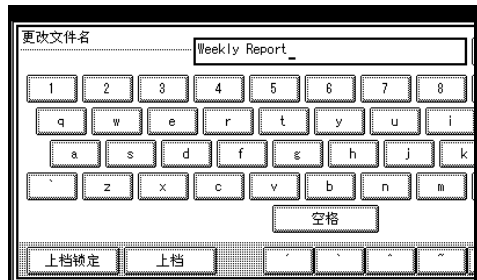 更改文件名
Weekly Report_
1 2 3 4 5 6 7 8
q w e r t y u i
a s d f g h j k
` z x c v b n m
空格
上档锁定 上档 ´ ` ^ ~